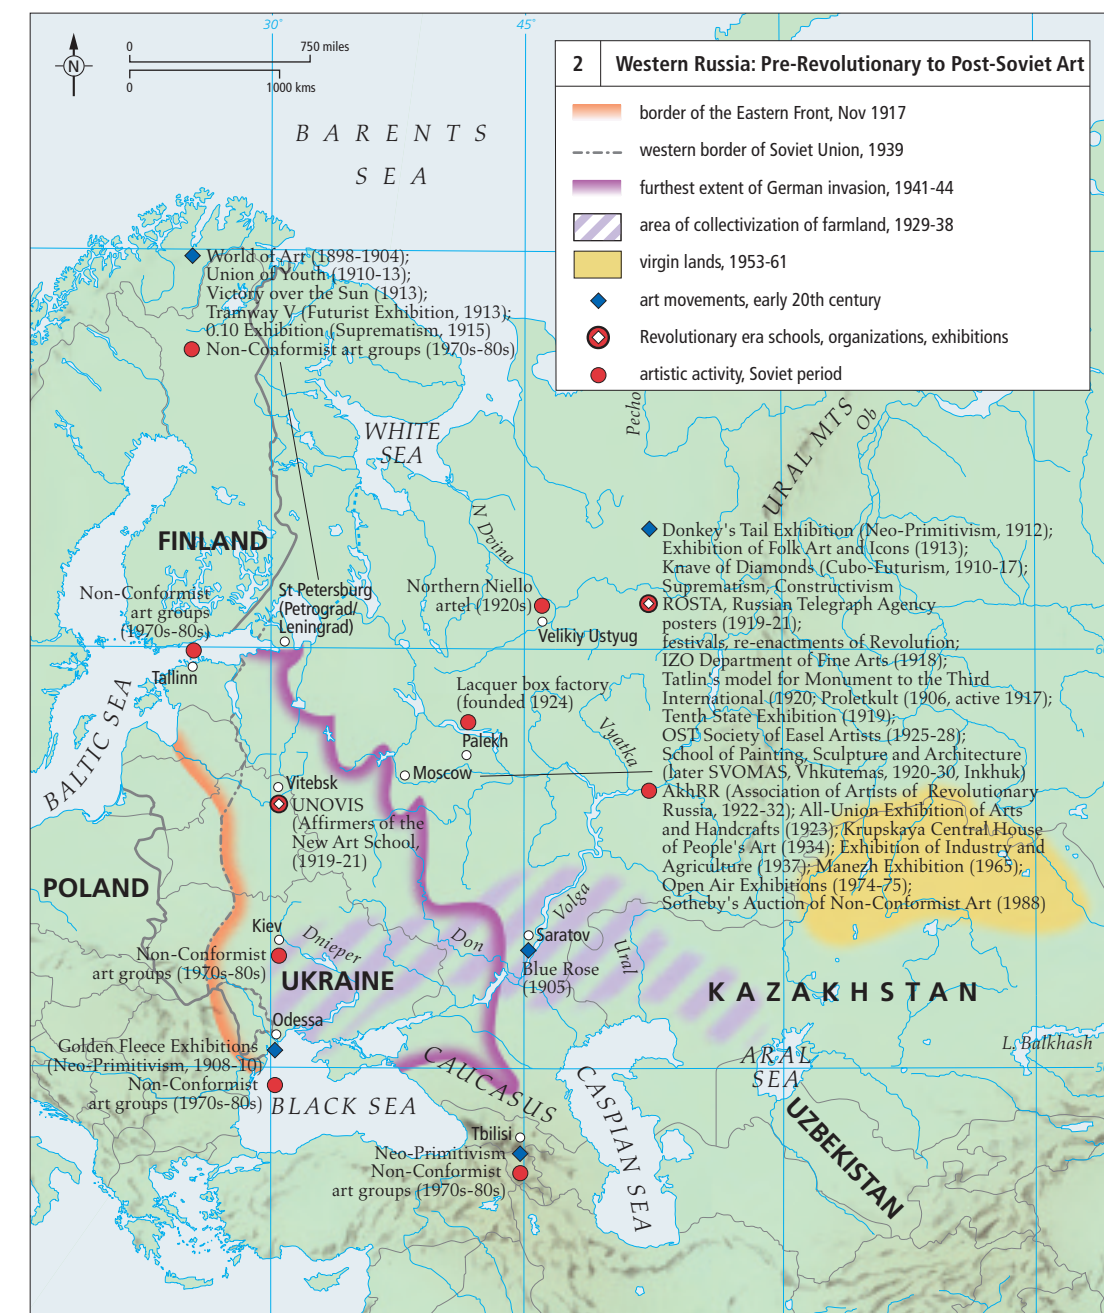 30°
45°
0
750 miles
0
1000 kms
N
2
Western Russia: Pre-Revolutionary to Post-Soviet Art
border of the Eastern Front, Nov 1917
western border of Soviet Union, 1939
furthest extent of German invasion, 1941-44
area of collectivization of farmland, 1929-38
virgin lands, 1953-61
art movements, early 20th century
Revolutionary era schools, organizations, exhibitions
artistic activity, Soviet period
BARENTS
SEA
World of Art (1898-1904);
Union of Youth (1910-13);
Victory over the Sun (1913);
Tramway V (Futurist Exhibition, 1913);
0.10 Exhibition (Suprematism, 1915)
Non-Conformist art groups (1970s-80s)
WHITE
SEA
Pecho
URAL MTS
Ob
N Dvina
FINLAND
Non-Conformist
art groups
(1970s-80s)
Tallinn
St Petersburg
(Petrograd/
Leningrad)
Northern Niello
artel (1920s)
Velikiy Ustyug
Donkey's Tail Exhibition (Neo-Primitivism, 1912);
Exhibition of Folk Art and Icons (1913);
Knave of Diamonds (Cubo-Futurism, 1910-17);
Suprematism, Constructivism
ROSTA, Russian Telegraph Agency
posters (1919-21);
festivals, re-enactments of Revolution;
IZO Department of Fine Arts (1918);
Tatlin's model for Monument to the Third
International (1920; Proletkult (1906, active 1917);
Tenth State Exhibition (1919);
OST Society of Easel Artists (1925-28);
School of Painting, Sculpture and Architecture
(later SVOMAS, Vhkutemas, 1920-30, Inkhuk)
AkhRR (Association of Artists of Revolutionary
Russia, 1922-32); All-Union Exhibition of Arts
and Handcrafts (1923); Krupskaya Central House
of People's Art (1934); Exhibition of Industry and
Agriculture (1937); Manezh Exhibition (1965);
Open Air Exhibitions (1974-75);
Sotheby's Auction of Non-Conformist Art (1988)
6
BALTIC SEA
Lacquer box factory
(founded 1924)
Palekh
Vyatka
Moscow
Vitebsk
UNOVIS
(Affirmers of the
New Art School,
(1919-21)
POLAND
Kiev
Dnieper
Don
Volga
Ural
Saratov
Blue Rose
(1905)
Non-Conformist
art groups (1970s-80s)
UKRAINE
KAZAKHSTAN
Odessa
Golden Fleece Exhibitions
(Neo-Primitivism, 1908-10)
Non-Conformist
art groups (1970s-80s)
BLACK SEA
CAUCASUS
CASPIAN SEA
ARAL
SEA
L. Balkhash
5
UZBEKISTAN
Tbilisi
Neo-Primitivism
Non-Conformist
art groups (1970s-80s)